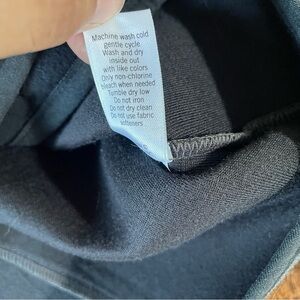 Machine wash cold
gentle cycle
Wash and dry
inside out
with like colors
Only non-chlorine
bleach when needed
Tumble dry low
Do not iron
Do not dry clean
Do not use fabric
softeners